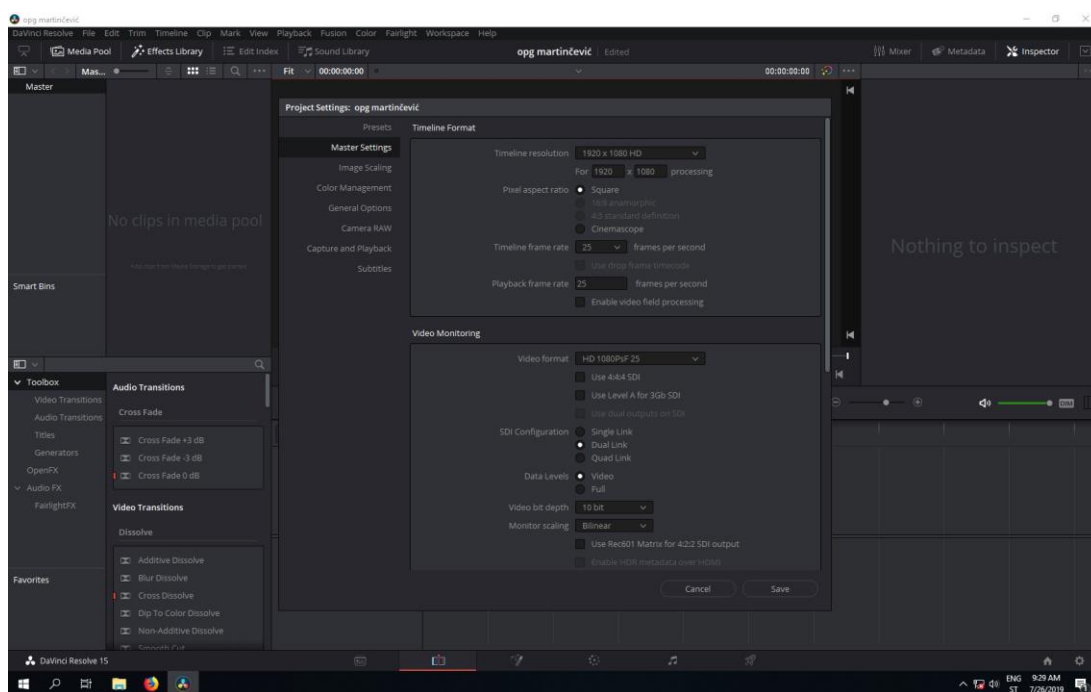 opg martinčević
DaVinci Resolve File Edit Trim Timeline Clip Mark View Playback Fusion Color Fairlight Workspace Help
Media Pool Effects Library Edit Index Sound Library opg martinčević Edited Mixer Metadata Inspector
Mas... Fit 00:00:00:00 00:00:00:00
Master
No clips in media pool
Smart Bins
Project Settings: opg martinčević
Presets
Master Settings
Image Scaling
Color Management
General Options
Camera RAW
Capture and Playback
Subtitles
Timeline Format
Timeline resolution 1920 x 1080 HD
For 1920 x 1080 processing
Pixel aspect ratio Square
16:9 anamorphic
4:3 standard definition
Cinemascope
Timeline frame rate 25 frames per second
Use drop frame timecode
Playback frame rate 25 frames per second
Enable video field processing
Video Monitoring
Video format HD 1080PsF 25
Use 4:4:4 SDI
Use Level A for 3Gb SDI
Use dual outputs on SDI
SDI Configuration Single Link
Dual Link
Quad Link
Data Levels Video
Full
Video bit depth 10 bit
Monitor scaling Bilinear
Use Rec601 Matrix for 4:2:2 SDI output
Enable HDR metadata over HDMI
Cancel Save
Nothing to inspect
DIM
Toolbox
Video Transitions
Audio Transitions
Titles
Generators
OpenFX
Audio FX
FairlightFX
Favorites
Audio Transitions
Cross Fade
Cross Fade +3 dB
Cross Fade -3 dB
Cross Fade 0 dB
Video Transitions
Dissolve
Additive Dissolve
Blur Dissolve
Cross Dissolve
Dip To Color Dissolve
Non-Additive Dissolve
Smooth Cut
DaVinci Resolve 15
ENG 9:29 AM
ST 7/26/2019